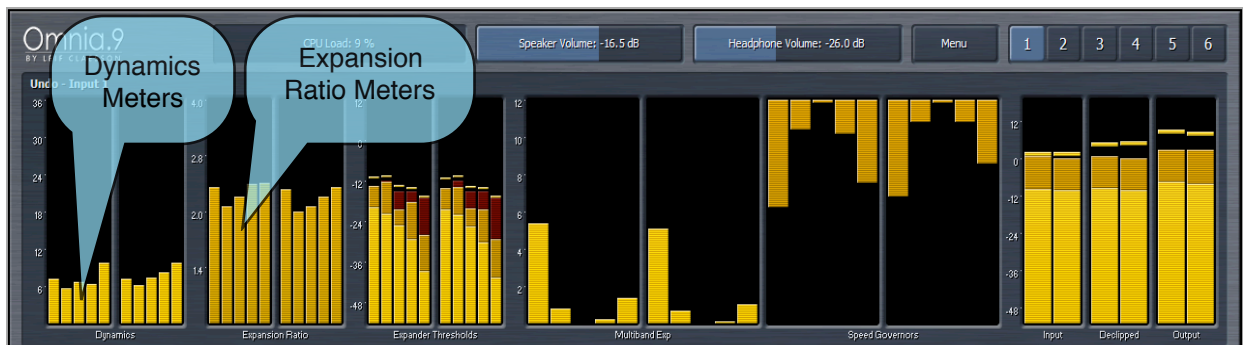 Omnia.9
BY LEIF CLAESSON
CPU Load: 9 %
Speaker Volume: -16.5 dB
Headphone Volume: -26.0 dB
Menu
1 2 3 4 5 6
Undo - Input 1
Dynamics
Meters
Expansion
Ratio Meters
36
30
24
18
12
6
4.0
2.8
2.0
1.4
12
0
-12
-24
-36
-48
12
10
8
6
4
2
12
0
-12
-24
-36
-48
Dynamics
Expansion Ratio
Expander Thresholds
Multiband Exp
Speed Governors
Input
Declipped
Output